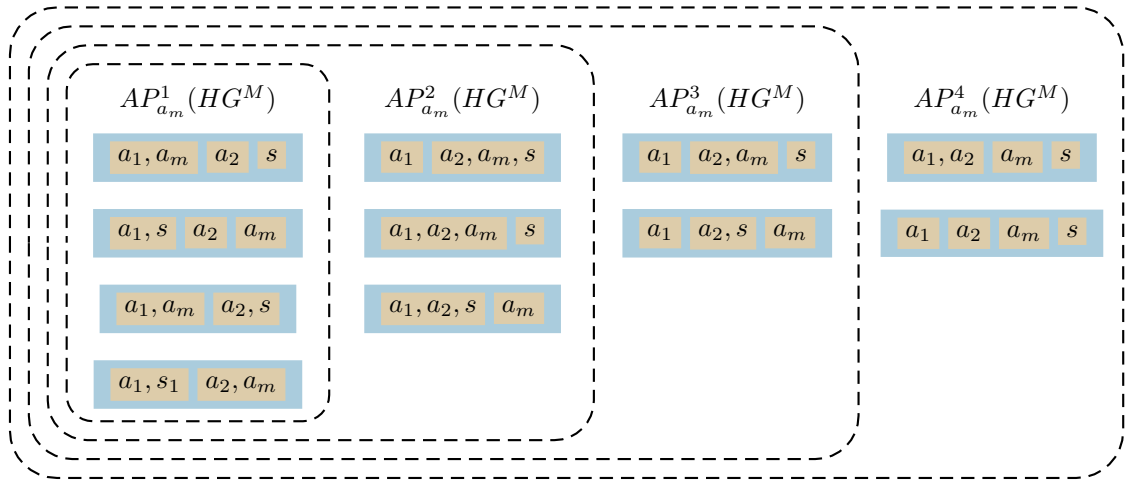 AP^1_{a_m}(HG^M) AP^2_{a_m}(HG^M) AP^3_{a_m}(HG^M) AP^4_{a_m}(HG^M)
a_1, a_m a_2 s a_1 a_2, a_m, s a_1 a_2, a_m s a_1, a_2 a_m s
a_1, s a_2 a_m a_1, a_2, a_m s a_1 a_2, s a_m a_1 a_2 a_m s
a_1, a_m a_2, s a_1, a_2, s a_m
a_1, s_1 a_2, a_m